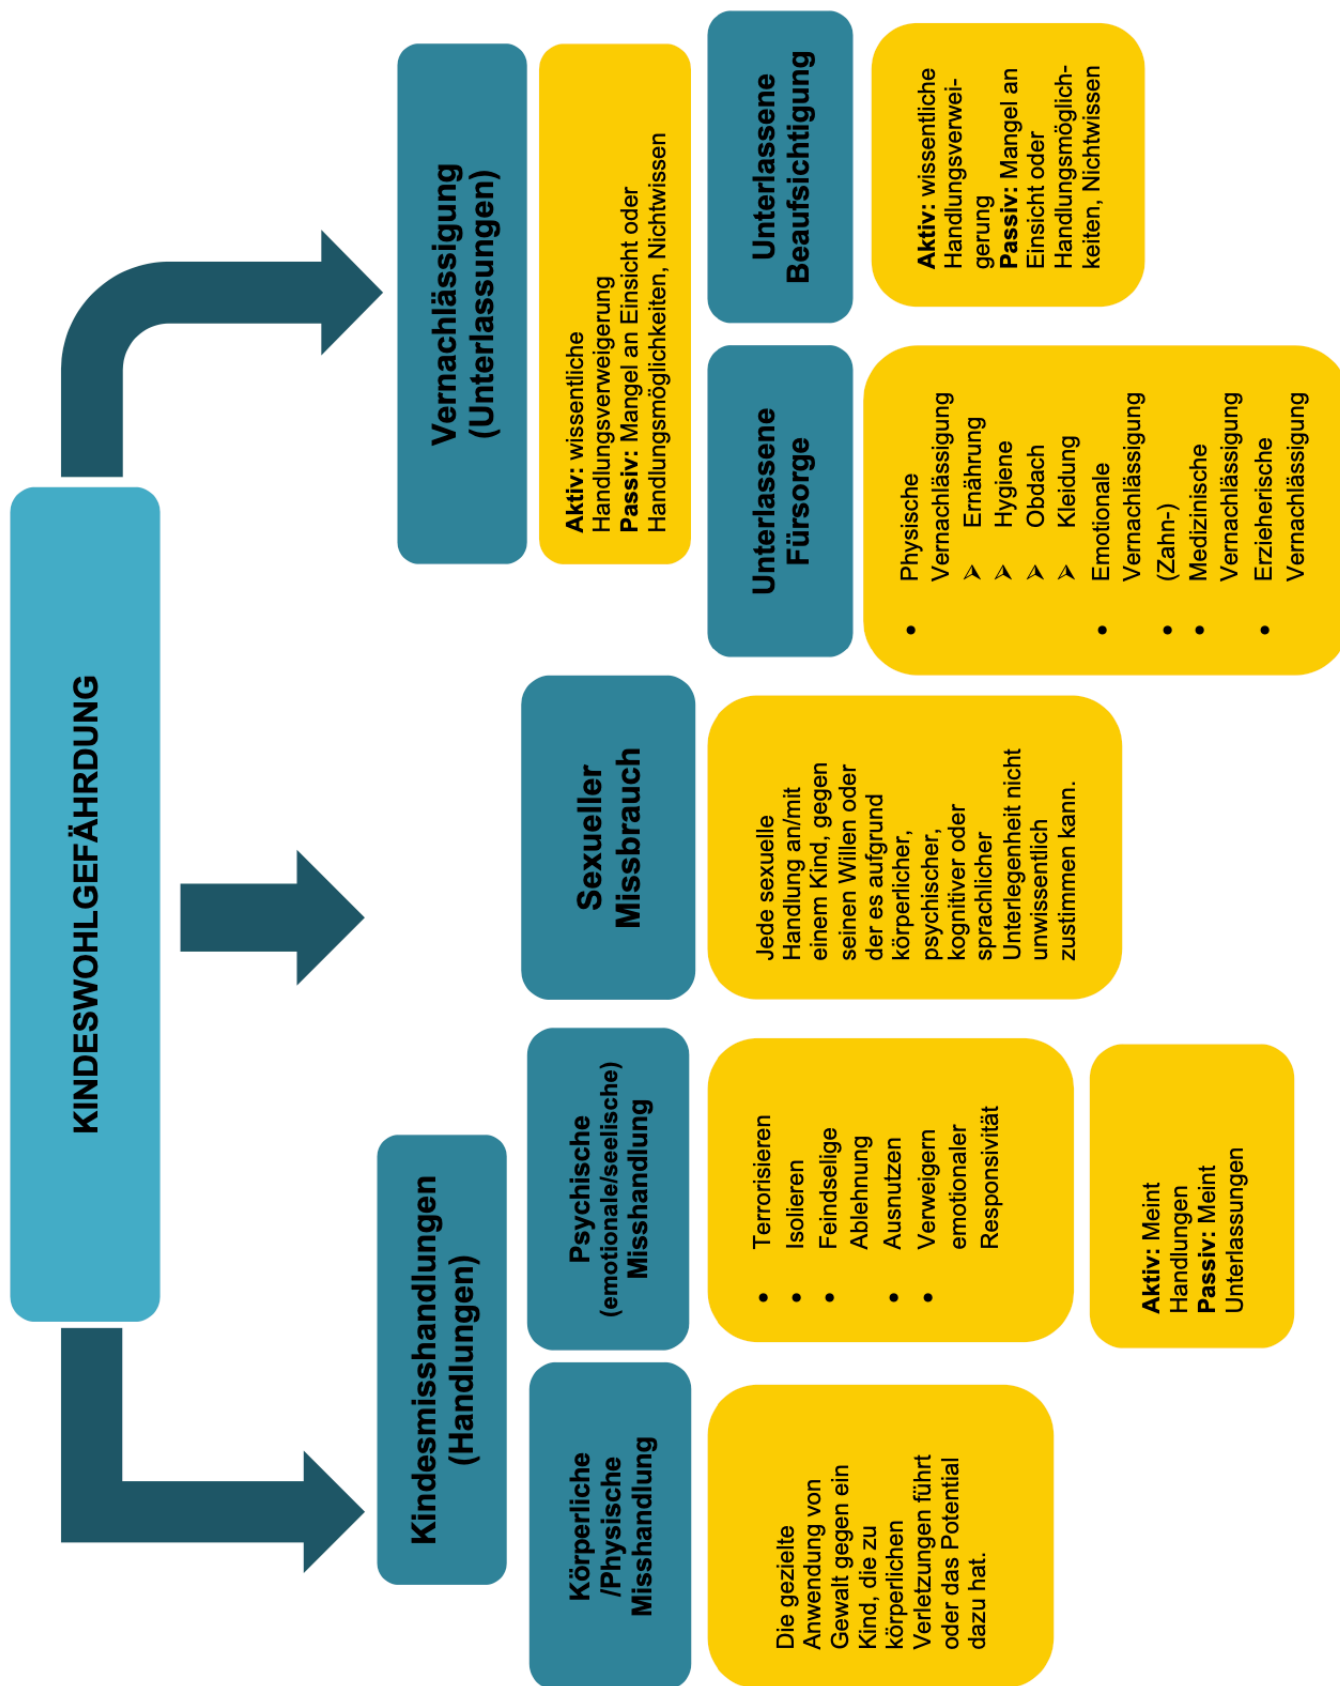 KINDESWOHLGEFÄHRDUNG
Kindesmisshandlungen
(Handlungen)
Körperliche
/Physische
Misshandlung
Die gezielte
Anwendung von
Gewalt gegen ein
Kind, die zu
körperlichen
Verletzungen führt
oder das Potential
dazu hat.
Psychische
(emotionale/seelische)
Misshandlung
• Terrorisieren
• Isolieren
• Feindselige
Ablehnung
• Ausnutzen
• Verweigern
emotionaler
Responsivität
Aktiv: Meint
Handlungen
Passiv: Meint
Unterlassungen
Sexueller
Missbrauch
Jede sexuelle
Handlung an/mit
einem Kind, gegen
seinen Willen oder
der es aufgrund
körperlicher,
psychischer,
kognitiver oder
sprachlicher
Unterlegenheit nicht
unwissentlich
zustimmen kann.
Vernachlässigung
(Unterlassungen)
Aktiv: wissentliche
Handlungsverweigerung
Passiv: Mangel an Einsicht oder
Handlungsmöglichkeiten, Nichtwissen
Unterlassene
Fürsorge
• Physische
Vernachlässigung
➢ Ernährung
➢ Hygiene
➢ Obdach
➢ Kleidung
• Emotionale
Vernachlässigung
• (Zahn-)
• Medizinische
Vernachlässigung
• Erzieherische
Vernachlässigung
Unterlassene
Beaufsichtigung
Aktiv: wissentliche
Handlungsverwei-
gerung
Passiv: Mangel an
Einsicht oder
Handlungsmöglich-
keiten, Nichtwissen